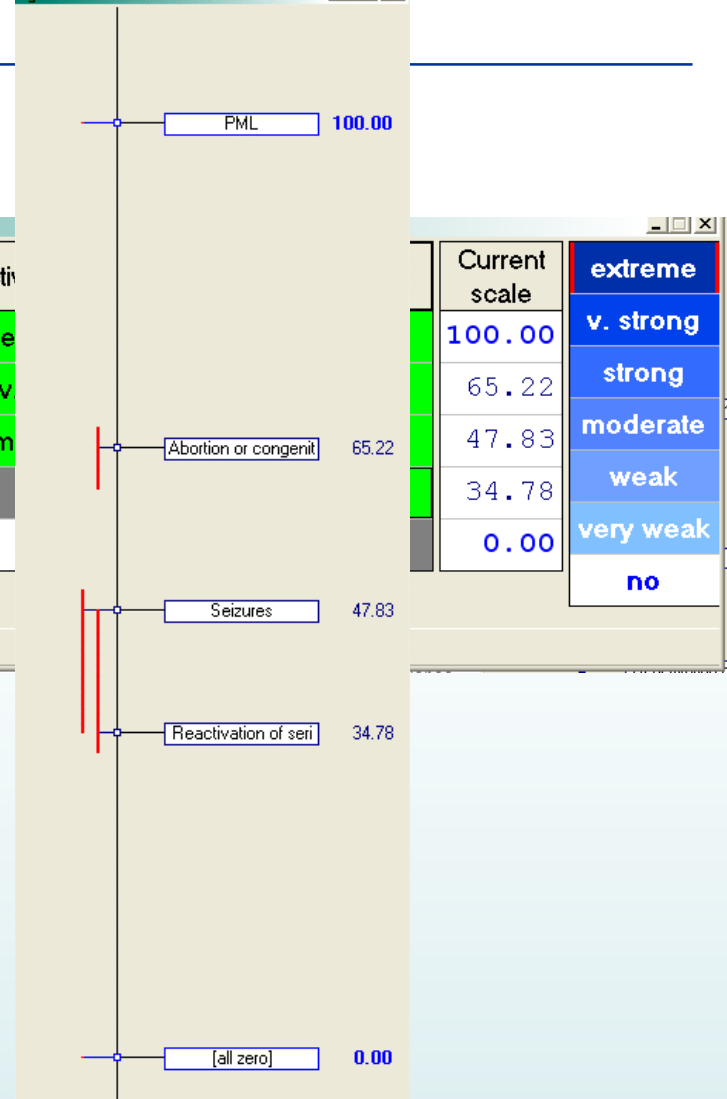 PML 100.00
Abortion or congenit 65.22
Seizures 47.83
Reactivation of seri 34.78
[all zero] 0.00
Current
scale
100.00
65.22
47.83
34.78
0.00
extreme
v. strong
strong
moderate
weak
very weak
no